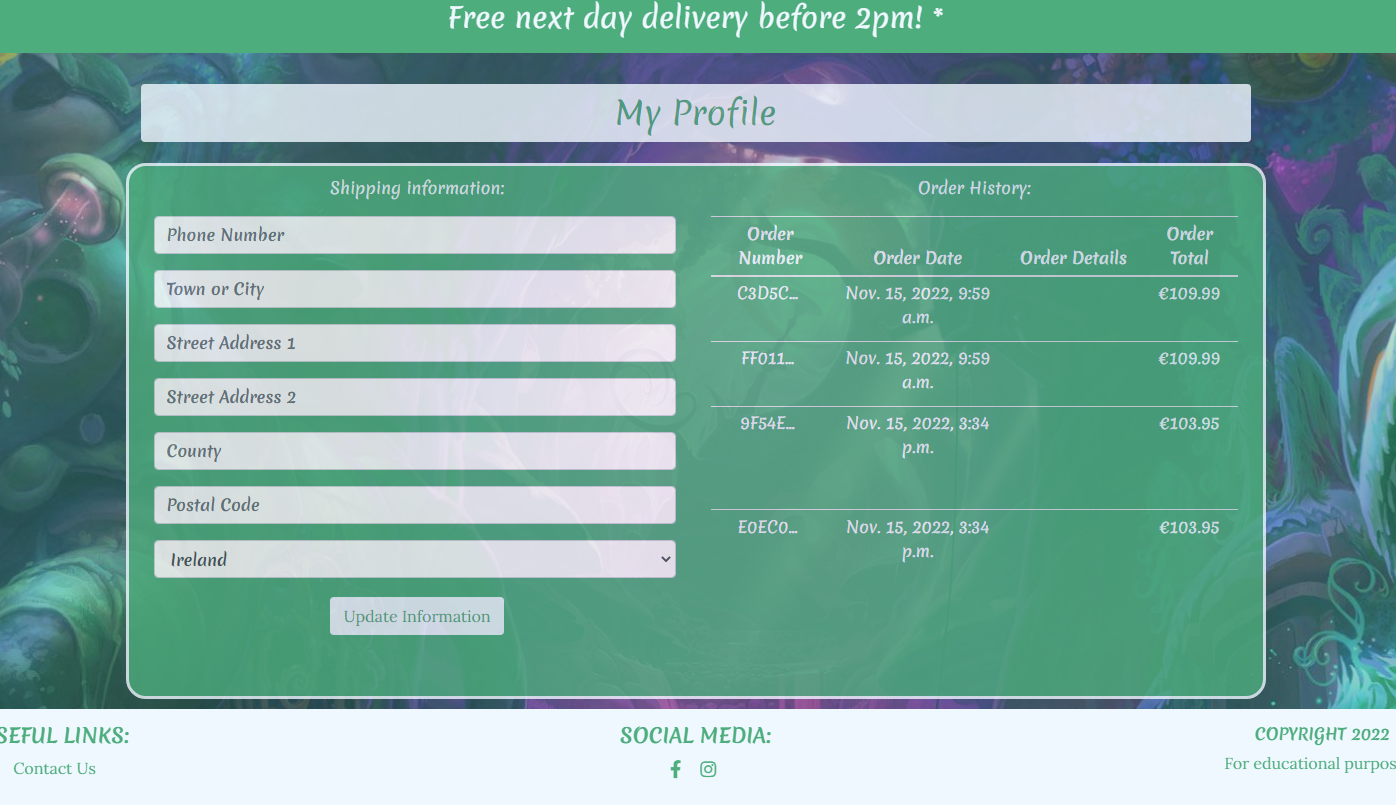 Free next day delivery before 2pm! *
My Profile
Shipping information:
Phone Number
Town or City
Street Address 1
Street Address 2
County
Postal Code
Ireland
Update Information
Order History:
Order Number Order Date Order Details Order Total
C3D5C... Nov. 15, 2022, 9:59 a.m. €109.99
FF011... Nov. 15, 2022, 9:59 a.m. €109.99
9F54E... Nov. 15, 2022, 3:34 p.m. €103.95
E0EC0... Nov. 15, 2022, 3:34 p.m. €103.95
SEFUL LINKS:
Contact Us
SOCIAL MEDIA:
COPYRIGHT 2022
For educational purpos